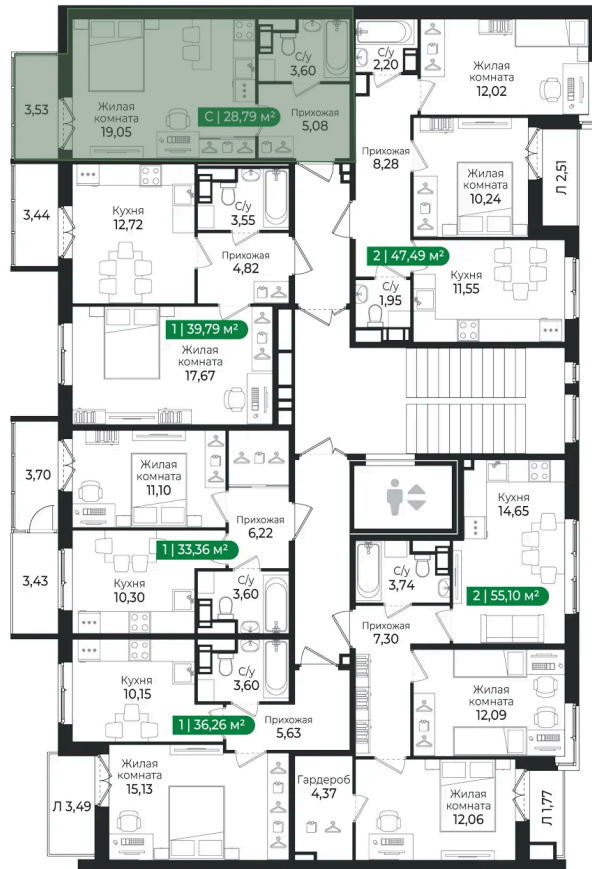 3,53
Жилая
комната
19,05
С/у
3,60
С | 28,79 м²
Прихожая
5,08
С/у
2,20
Жилая
комната
12,02
Прихожая
8,28
Жилая
комната
10,24
Л 2,51
3,44
Кухня
12,72
С/у
3,55
Прихожая
4,82
2 | 47,49 м²
С/у
1,95
Кухня
11,55
1 | 39,79 м²
Жилая
комната
17,67
3,70
Жилая
комната
11,10
Прихожая
6,22
1 | 33,36 м²
3,43
Кухня
10,30
С/у
3,60
Кухня
14,65
С/у
3,74
2 | 55,10 м²
Прихожая
7,30
Кухня
10,15
С/у
3,60
1 | 36,26 м²
Прихожая
5,63
Жилая
комната
12,09
Л 3,49
Жилая
комната
15,13
Гардероб
4,37
Жилая
комната
12,06
Л 1,77